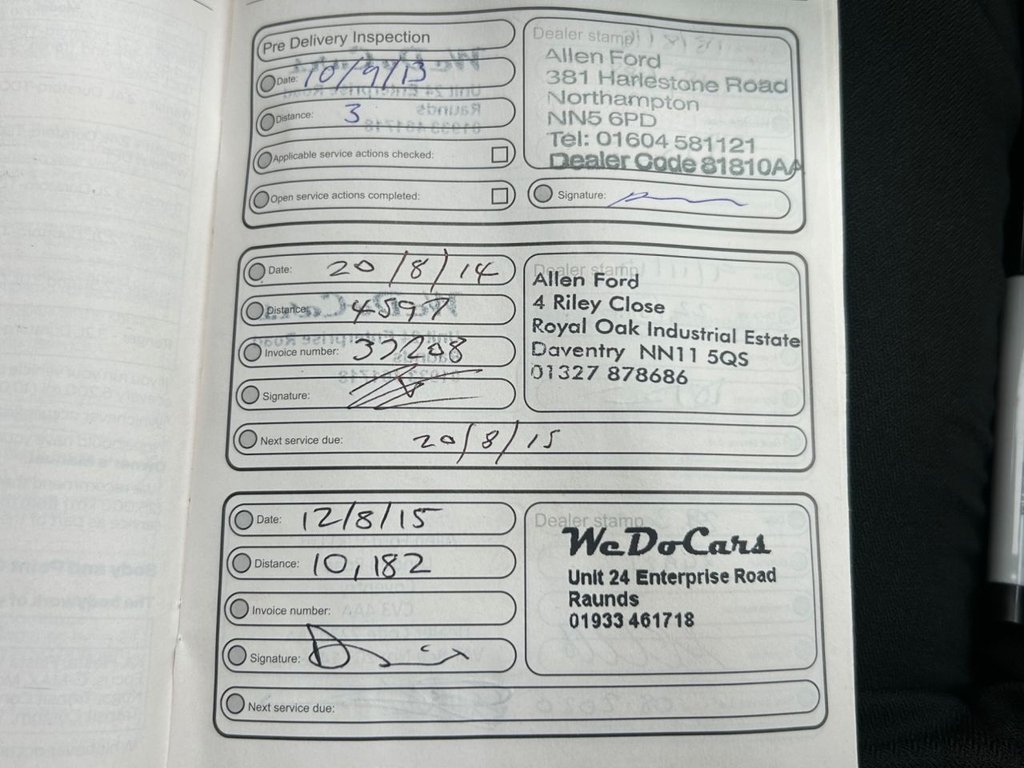 Pre Delivery Inspection
Date: 10/9/13
Distance: 3
Applicable service actions checked:
Open service actions completed:
Dealer stamp
Allen Ford
381 Harlestone Road
Northampton
NN5 6PD
Tel: 01604 581121
Dealer Code 81810AA
Signature:
Date: 20/8/14
Distance: 4597
Invoice number: 33208
Signature:
Next service due: 20/8/15
Dealer stamp
Allen Ford
4 Riley Close
Royal Oak Industrial Estate
Daventry NN11 5QS
01327 878686
Date: 12/8/15
Distance: 10,182
Invoice number:
Signature:
Next service due:
Dealer stamp
WeDoCars
Unit 24 Enterprise Road
Raunds
01933 461718